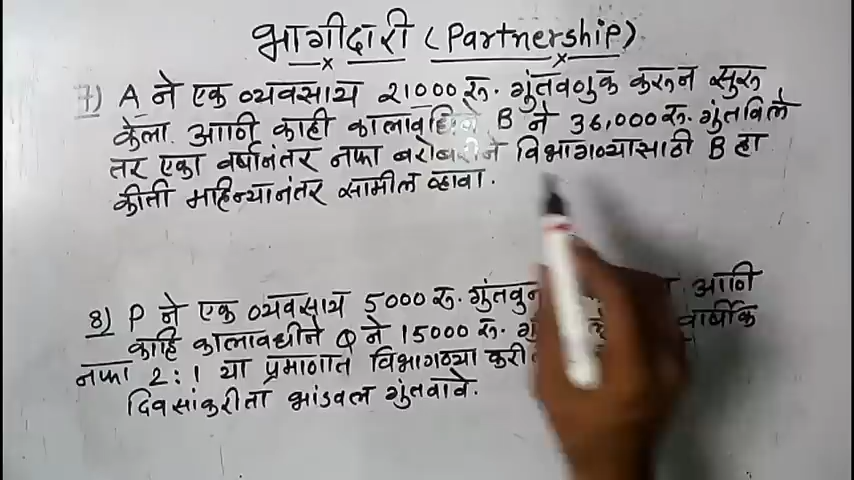 भागीदारी (Partnership)
7) A ने एक व्यवसाय 21000 रू. गुंतवणुक करून सुरू
केला. आणि काही कालावधिने B ने 36,000 रू. गुंतविले
तर एका वर्षानंतर नफा बरोबरीने विभागण्यासाठी B हा
कीती महिन्यानंतर सामील व्हावा.
8) P ने एक व्यवसाय 5000 रू. गुंतवुन आणि
काहि कालावधीने Q ने 15000 रू. वार्षीक
नफा 2:1 या प्रमाणात विभागण्या करी
दिवसांकरीता भांडवल गुंतवावे.